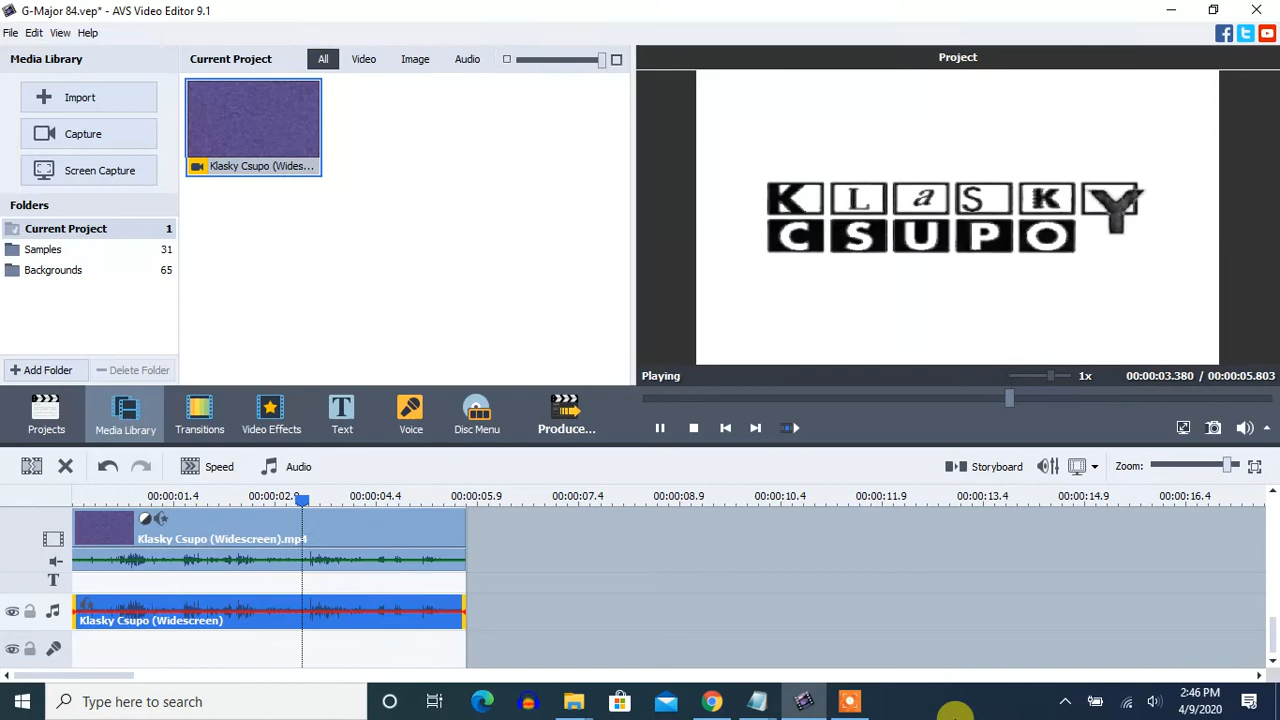 G-Major 84.vep* - AVS Video Editor 9.1
File Edit View Help
Media Library
Current Project
All
Video
Image
Audio
Project
Import
Capture
Screen Capture
Klasky Csupo (Wides...
Folders
Current Project 1
Samples 31
Backgrounds 65
KLaSKY
CSUPO
Add Folder
Delete Folder
Playing
1x
00:00:03.380 / 00:00:05.803
Projects
Media Library
Transitions
Video Effects
Text
Voice
Disc Menu
Produce...
Speed
Audio
Storyboard
Zoom:
00:00:01.4 00:00:02.9 00:00:04.4 00:00:05.9 00:00:07.4 00:00:08.9 00:00:10.4 00:00:11.9 00:00:13.4 00:00:14.9 00:00:16.4
Klasky Csupo (Widescreen).mp4
T
Klasky Csupo (Widescreen)
Type here to search
2:46 PM
4/9/2020